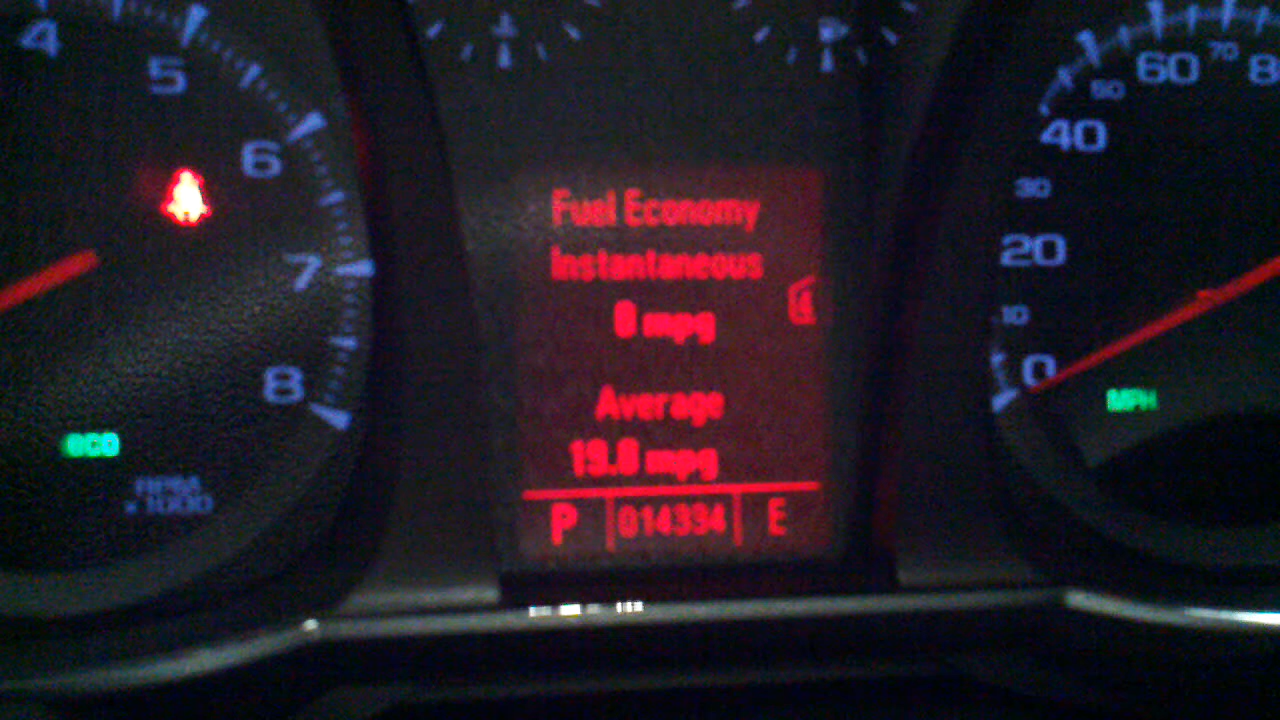 4
5
6
7
8
eco
RPM
x 1000
Fuel Economy
Instantaneous
0 mpg
Average
19.8 mpg
P 014334 E
0
10
20
30
40
50
60
70
8
MPH